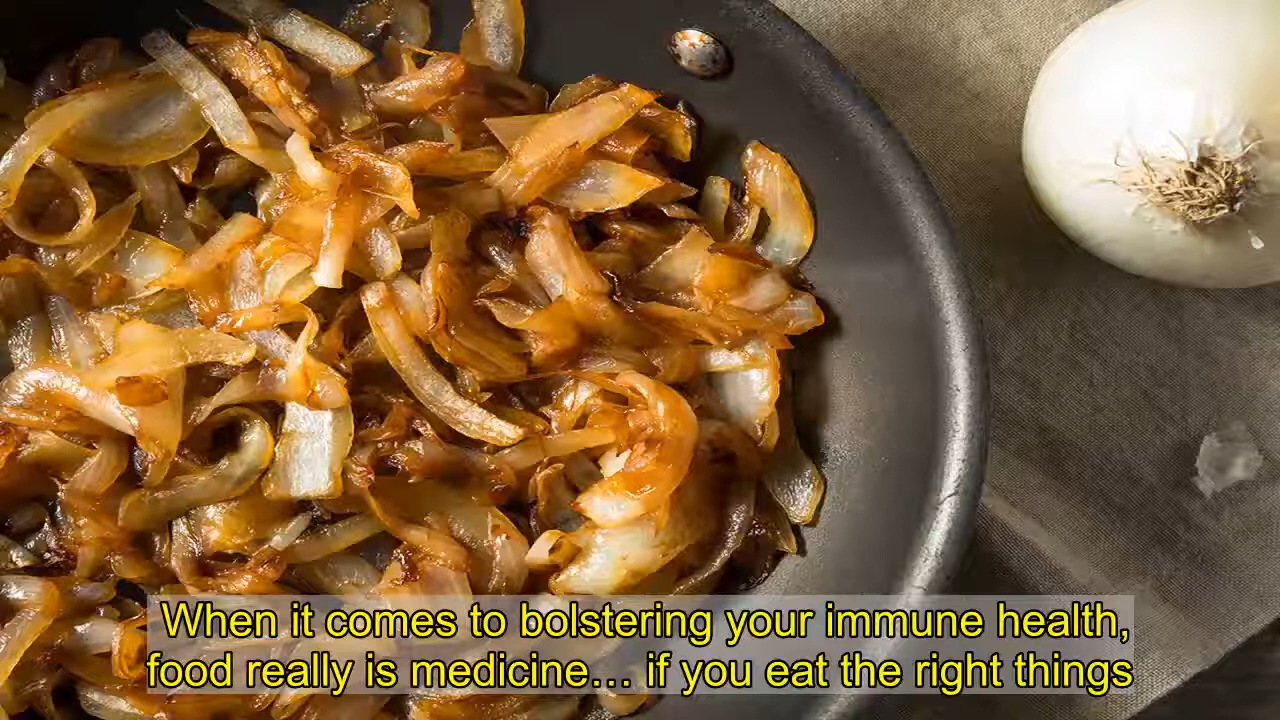 When it comes to bolstering your immune health,
food really is medicine… if you eat the right things